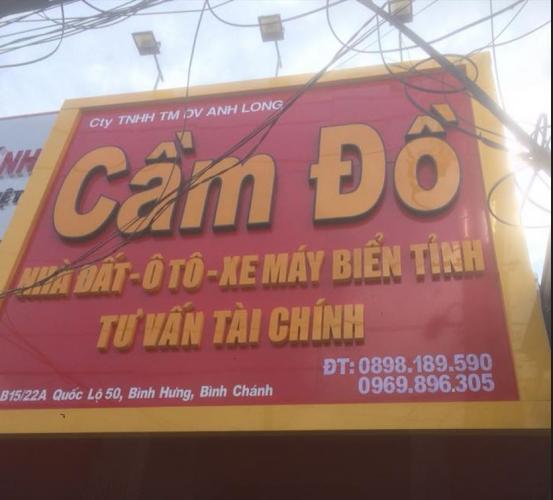 Cty TNHH TM DV ANH LONG
Cầm Đồ
NHÀ ĐẤT - Ô TÔ - XE MÁY BIỂN TỈNH
TƯ VẤN TÀI CHÍNH
ĐT: 0898.189.590
0969.896.305
B15/22A Quốc Lộ 50, Bình Hưng, Bình Chánh